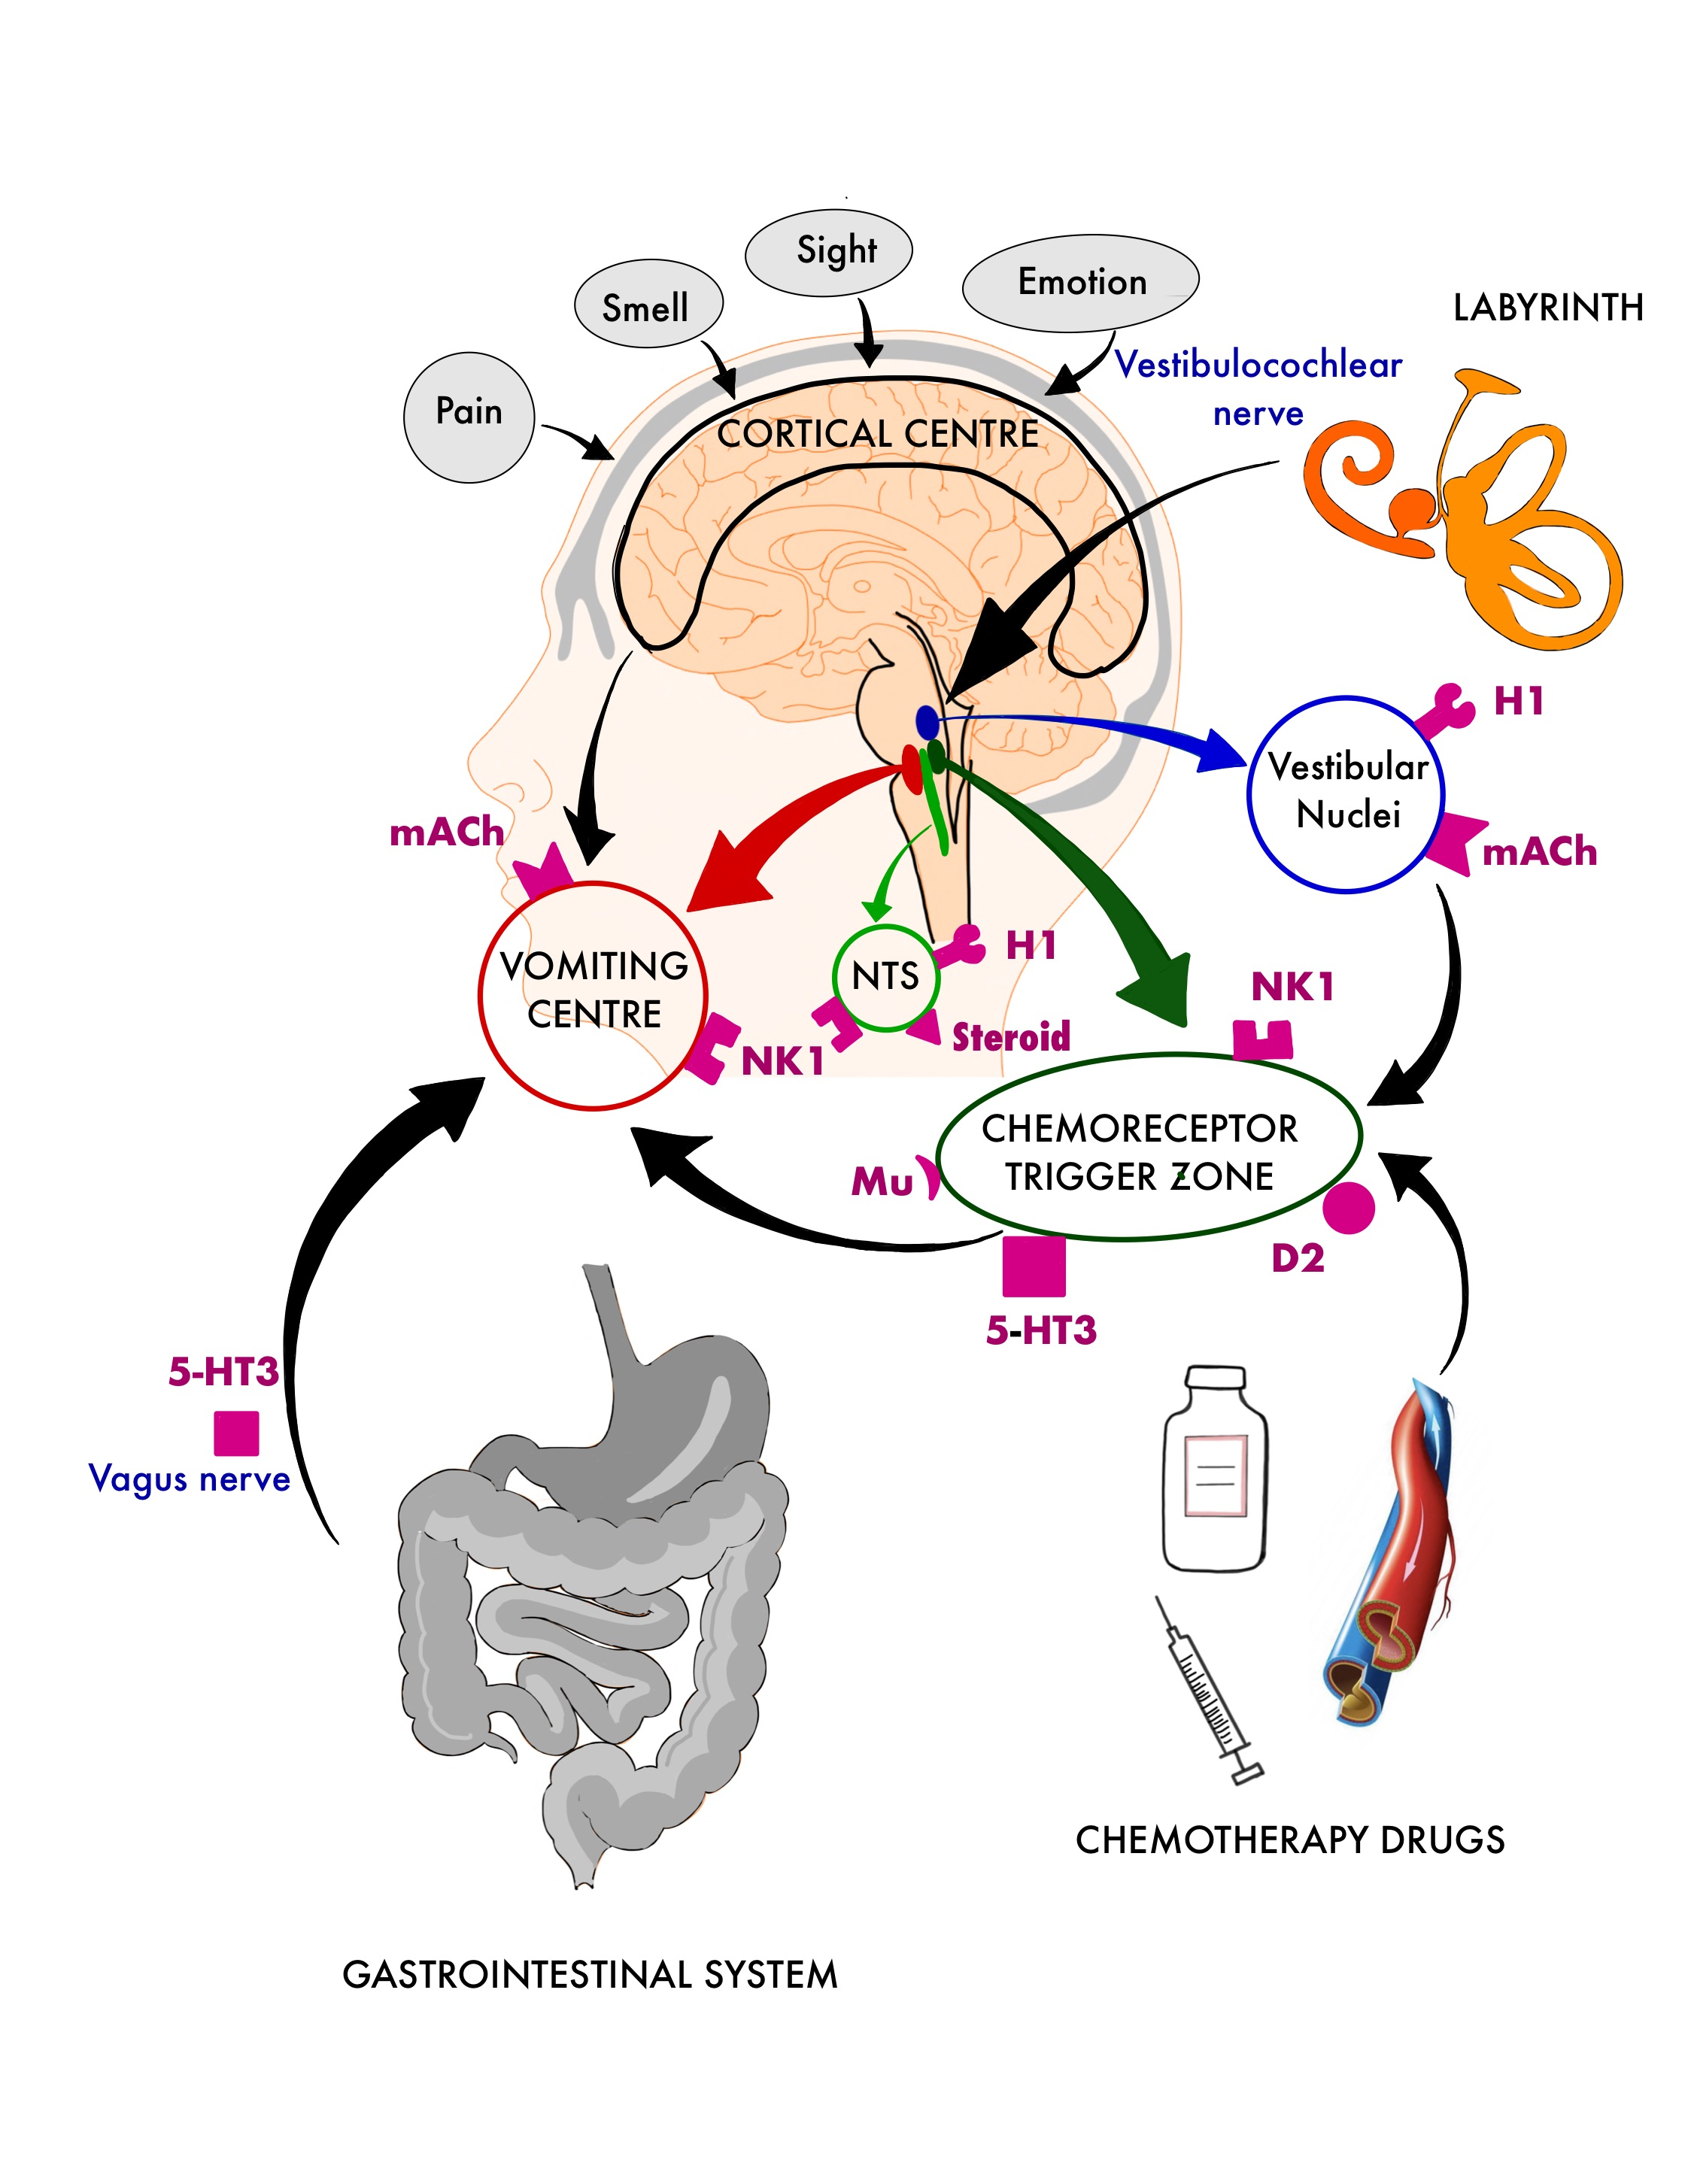 Sight
Smell
Emotion
LABYRINTH
Vestibulocochlear
nerve
Pain
CORTICAL CENTRE
H1
Vestibular
Nuclei
mACh
mACh
VOMITING
CENTRE
NTS
H1
NK1
Steroid
NK1
CHEMORECEPTOR
TRIGGER ZONE
Mu
D2
5-HT3
5-HT3
Vagus nerve
CHEMOTHERAPY DRUGS
GASTROINTESTINAL SYSTEM